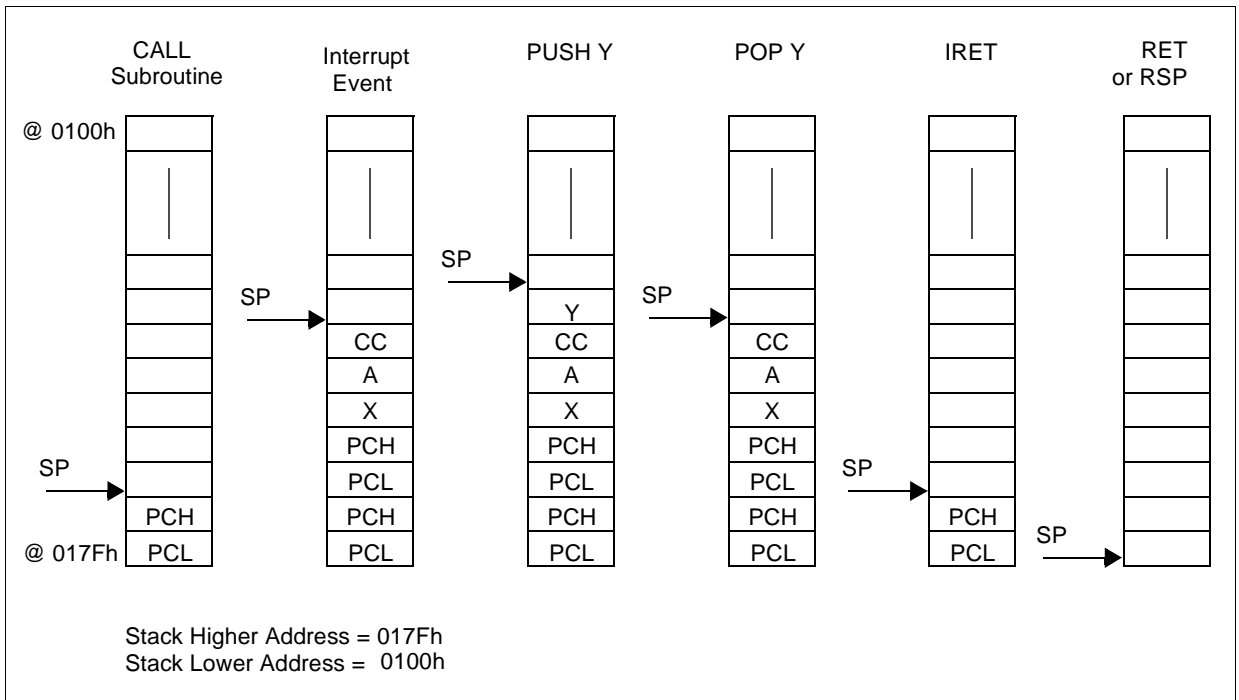 CALL
Subroutine
Interrupt
Event
PUSH Y
POP Y
IRET
RET
or RSP
@ 0100h
SP
SP
SP
Y
CC
CC
CC
A
A
A
X
X
X
PCH
PCH
PCH
SP
SP
PCL
PCL
PCL
PCH
PCH
PCH
PCH
PCH
SP
@ 017Fh
PCL
PCL
PCL
PCL
PCL
Stack Higher Address = 017Fh
Stack Lower Address = 0100h